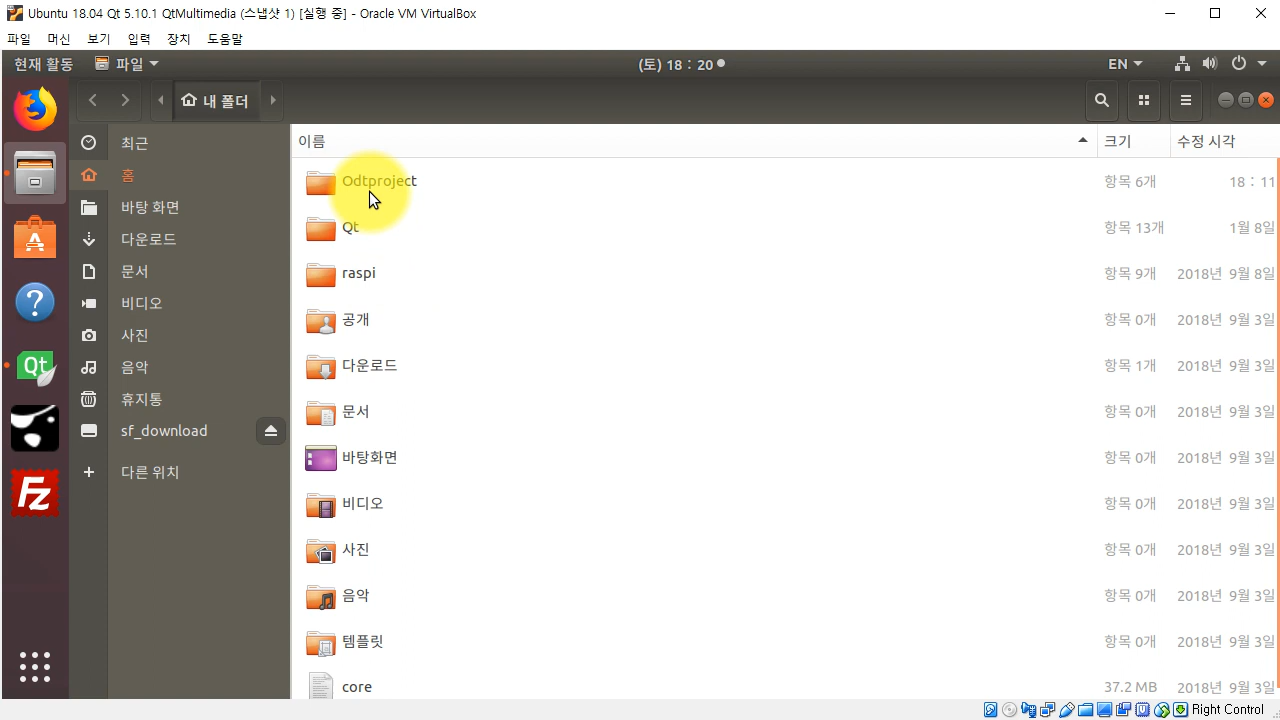 Ubuntu 18.04 Qt 5.10.1 QtMultimedia (스냅샷 1) [실행 중] - Oracle VM VirtualBox
파일 머신 보기 입력 장치 도움말
현재 활동 파일 (토) 18 : 20 EN
내 폴더
최근
홈
바탕 화면
다운로드
문서
비디오
사진
음악
휴지통
sf_download
다른 위치
이름 크기 수정 시각
Odtproject 항목 6개 18 : 11
Qt 항목 13개 1월 8일
raspi 항목 9개 2018년 9월 8일
공개 항목 0개 2018년 9월 3일
다운로드 항목 1개 2018년 9월 3일
문서 항목 0개 2018년 9월 3일
바탕화면 항목 0개 2018년 9월 3일
비디오 항목 0개 2018년 9월 3일
사진 항목 0개 2018년 9월 3일
음악 항목 0개 2018년 9월 3일
템플릿 항목 0개 2018년 9월 3일
core 37.2 MB 2018년 9월 3일
Qt
Fz
Right Control